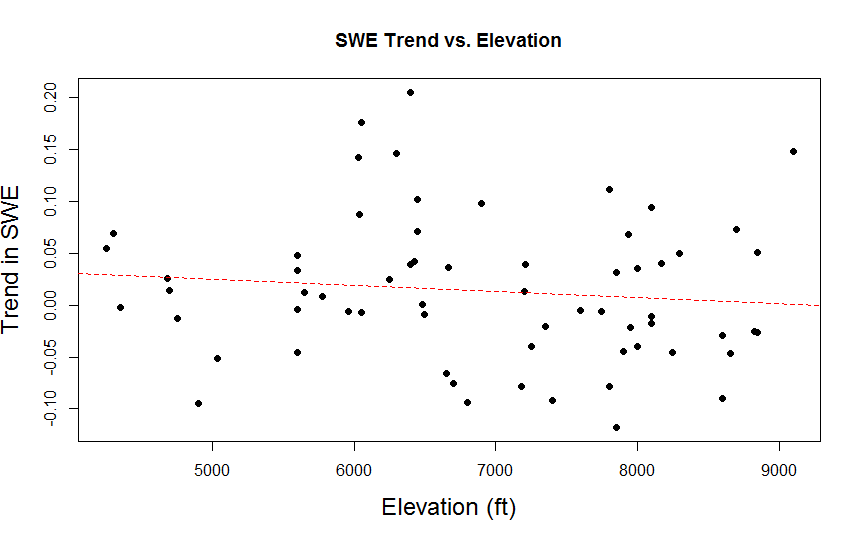 SWE Trend vs. Elevation
Trend in SWE
0.20
0.15
0.10
0.05
0.00
-0.05
-0.10
5000 6000 7000 8000 9000
Elevation (ft)